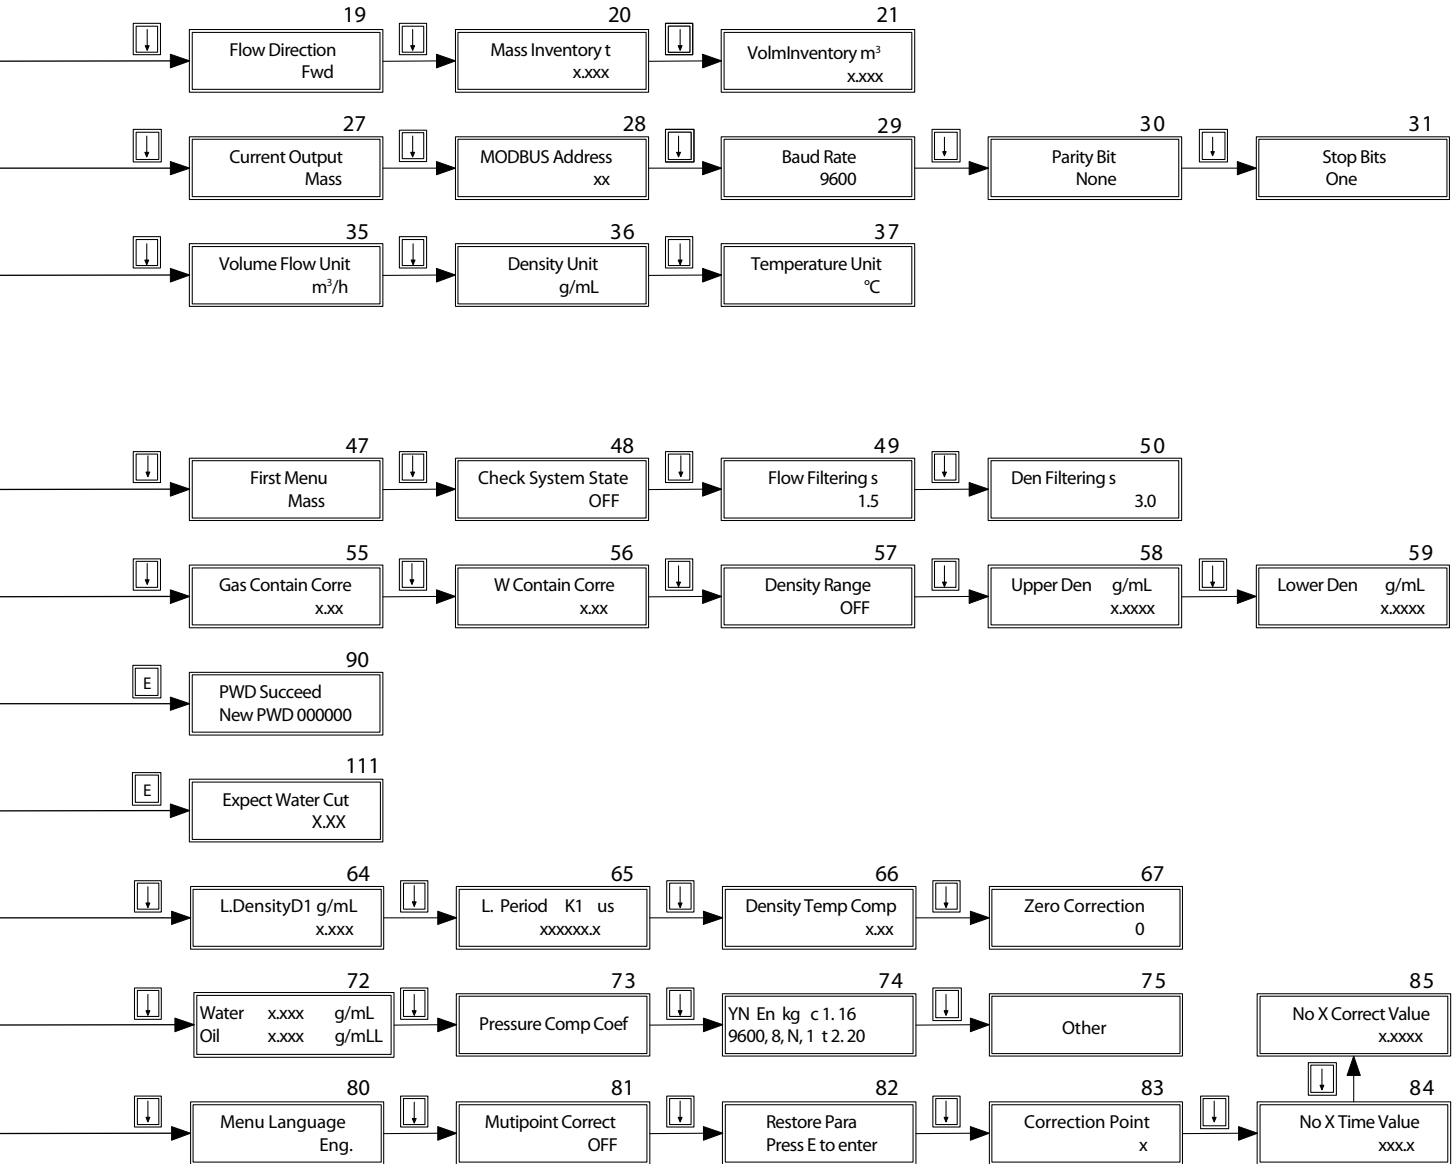 19
20
21
↓
Flow Direction
Fwd
↓
Mass Inventory t
x.xxx
↓
VolmInventory m³
x.xxx
27
28
29
30
31
↓
Current Output
Mass
↓
MODBUS Address
xx
↓
Baud Rate
9600
↓
Parity Bit
None
↓
Stop Bits
One
35
36
37
↓
Volume Flow Unit
m³/h
↓
Density Unit
g/mL
↓
Temperature Unit
°C
47
48
49
50
↓
First Menu
Mass
↓
Check System State
OFF
↓
Flow Filtering s
1.5
↓
Den Filtering s
3.0
55
56
57
58
59
↓
Gas Contain Corre
x.xx
↓
W Contain Corre
x.xx
↓
Density Range
OFF
↓
Upper Den g/mL
x.xxxx
↓
Lower Den g/mL
x.xxxx
90
E
PWD Succeed
New PWD 000000
111
E
Expect Water Cut
X.XX
64
65
66
67
↓
L.DensityD1 g/mL
x.xxx
↓
L. Period K1 us
xxxxxx.x
↓
Density Temp Comp
x.xx
↓
Zero Correction
0
72
73
74
75
85
↓
Water x.xxx g/mL
Oil x.xxx g/mLL
↓
Pressure Comp Coef
↓
YN En kg c 1. 16
9600, 8, N, 1 t 2. 20
↓
Other
No X Correct Value
x.xxxx
↓
80
81
82
83
84
↓
Menu Language
Eng.
↓
Mutipoint Correct
OFF
↓
Restore Para
Press E to enter
↓
Correction Point
x
↓
No X Time Value
xxx.x